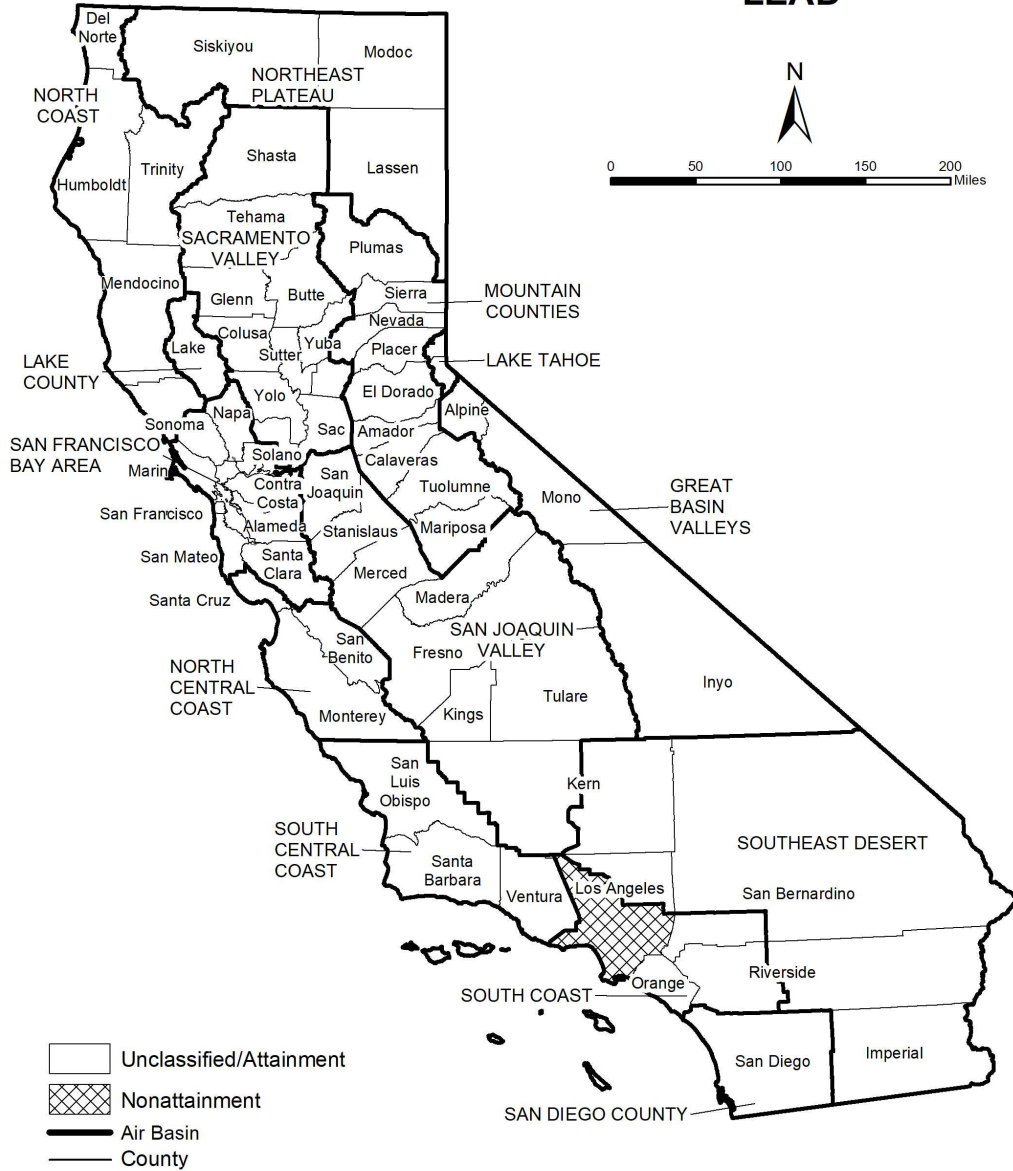 LEAD
N
0 50 100 150 200
Miles
Del
Norte
Siskiyou
Modoc
NORTHEAST
PLATEAU
NORTH
COAST
Humboldt
Trinity
Shasta
Lassen
Tehama
SACRAMENTO
VALLEY
Plumas
Mendocino
Glenn
Butte
Sierra
MOUNTAIN
COUNTIES
Nevada
Colusa
Sutter
Yuba
Placer
Lake
LAKE TAHOE
LAKE
COUNTY
Yolo
El Dorado
Napa
Sac
Alpine
Sonoma
Amador
SAN FRANCISCO
BAY AREA
Solano
Calaveras
Marin
Contra
Costa
San
Joaquin
Tuolumne
Mono
GREAT
BASIN
VALLEYS
San Francisco
Alameda
Stanislaus
Mariposa
San Mateo
Santa
Clara
Merced
Santa Cruz
Madera
San
Benito
Fresno
SAN JOAQUIN
VALLEY
NORTH
CENTRAL
COAST
Monterey
Kings
Tulare
Inyo
San
Luis
Obispo
Kern
SOUTH
CENTRAL
COAST
Santa
Barbara
Ventura
Los Angeles
SOUTHEAST DESERT
San Bernardino
Orange
Riverside
SOUTH COAST
San Diego
Imperial
SAN DIEGO COUNTY
Unclassified/Attainment
Nonattainment
Air Basin
County